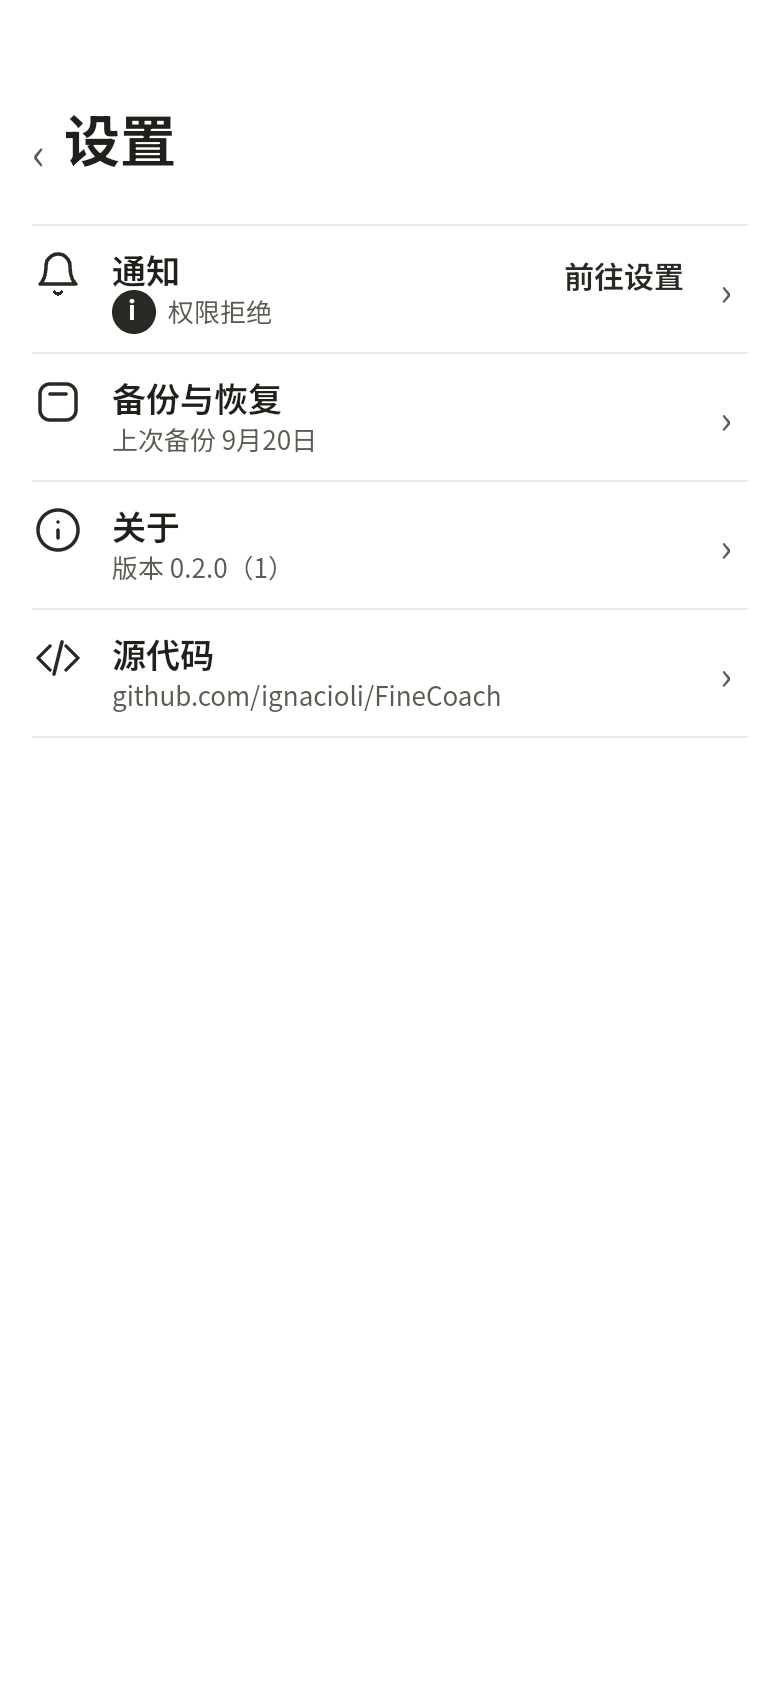 设置
通知
前往设置
权限拒绝
备份与恢复
上次备份 9月20日
关于
版本 0.2.0（1）
源代码
github.com/ignacioli/FineCoach